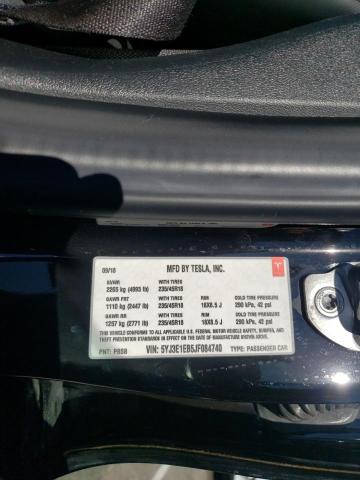 09/18 MFD BY TESLA, INC.
GVWR WITH TIRES
2265 kg (4993 lb) 235/45R18
GAWR FRT WITH TIRES RIM COLD TIRE PRESSURE
1110 kg (2447 lb) 235/45R18 18X8.5 J 290 kPa, 42 psi
GAWR RR WITH TIRES RIM COLD TIRE PRESSURE
1257 kg (2771 lb) 235/45R18 18X8.5 J 290 kPa, 42 psi
THIS VEHICLE CONFORMS TO ALL APPLICABLE U.S. FEDERAL MOTOR VEHICLE SAFETY, BUMPER, AND
THEFT PREVENTION STANDARDS IN EFFECT ON THE DATE OF MANUFACTURE SHOWN ABOVE.
PNT: PBSB VIN: 5YJ3E1EB5JF084740 TYPE: PASSENGER CAR